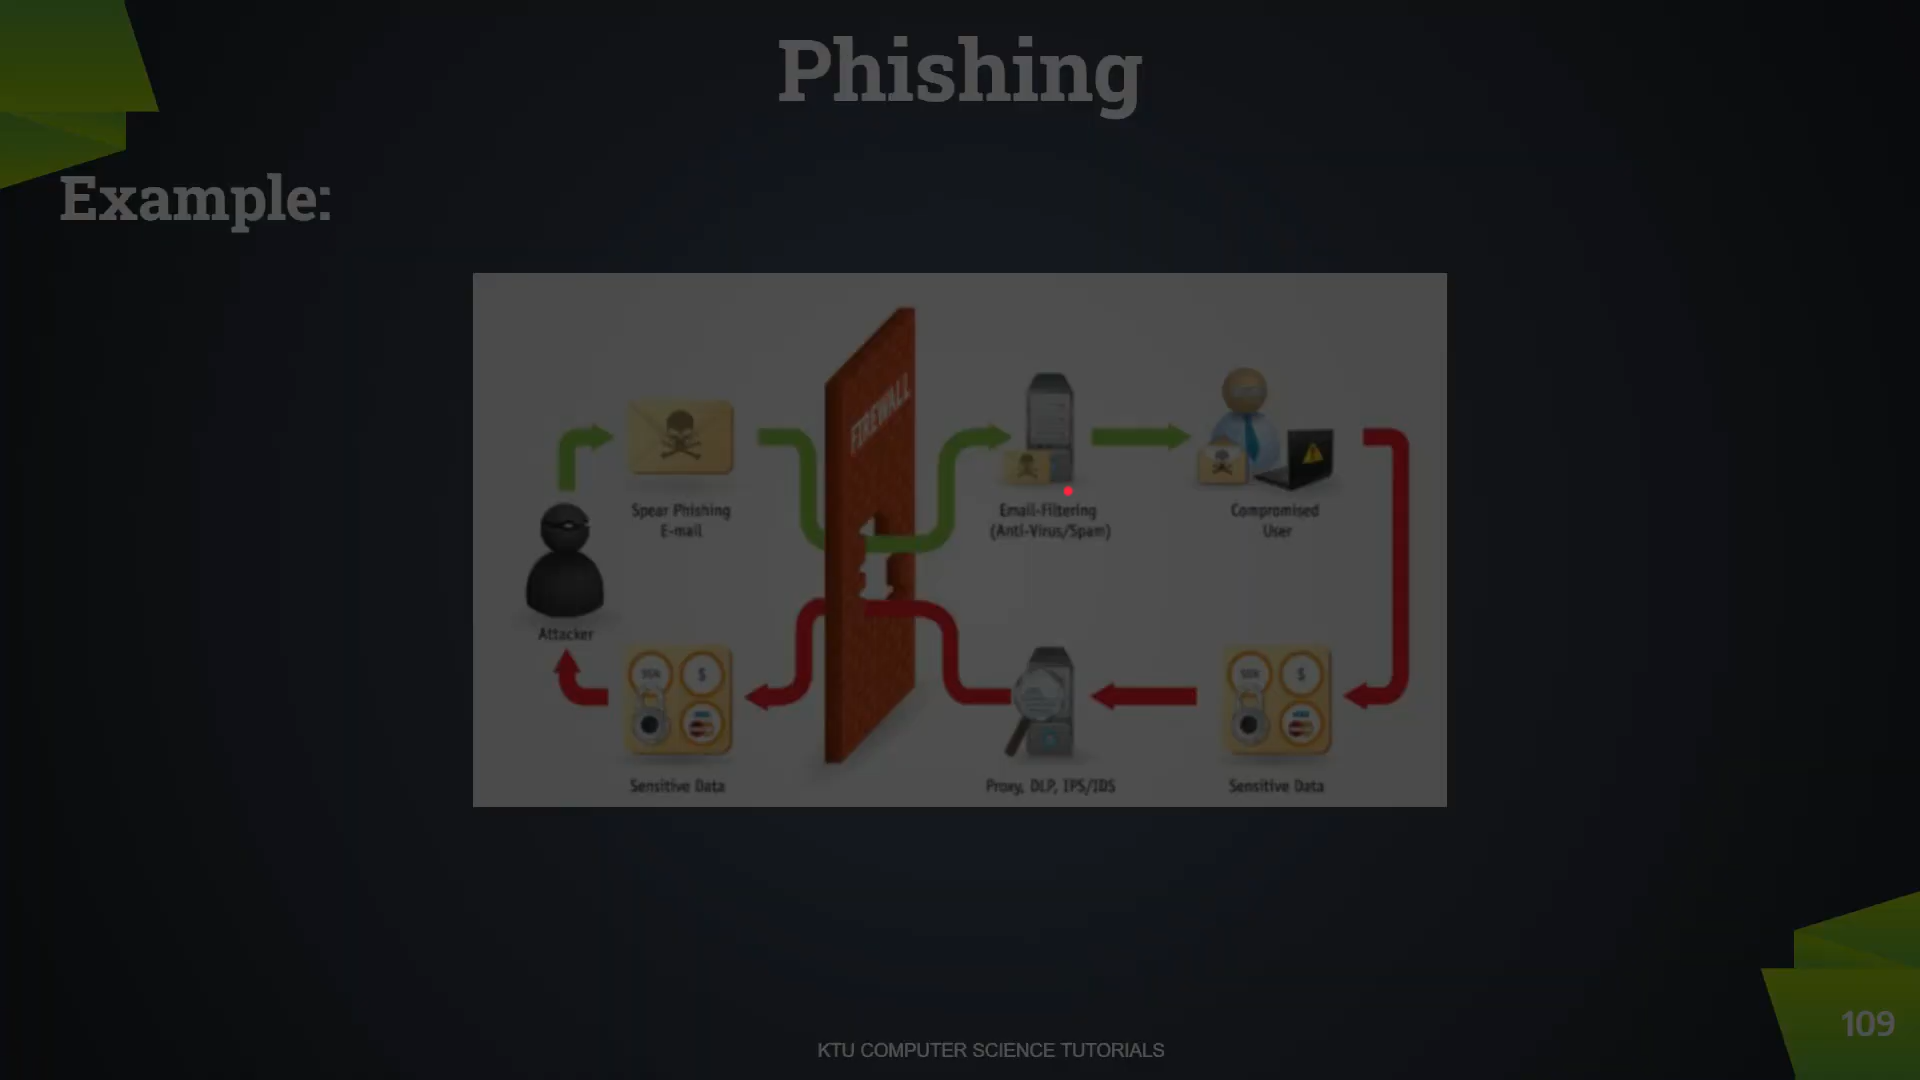 Phishing
Example:
FIREWALL
Spear Phishing
E-mail
Email-Filtering
(Anti-Virus/Spam)
Compromised
User
Attacker
$
$
Sensitive Data
Proxy, DLP, IPS/IDS
Sensitive Data
109
KTU COMPUTER SCIENCE TUTORIALS